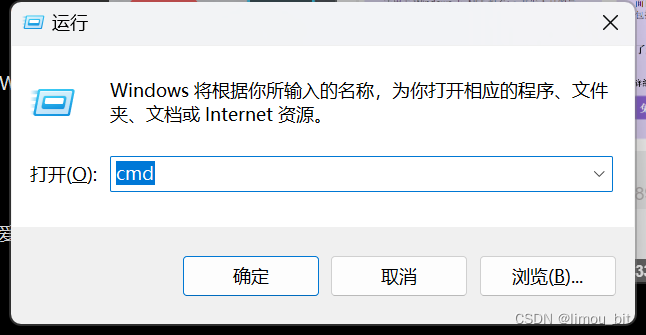 运行
Windows 将根据你所输入的名称，为你打开相应的程序、文件
夹、文档或 Internet 资源。
打开(O):
cmd
确定
取消
浏览(B)...
CSDN @limou_bit